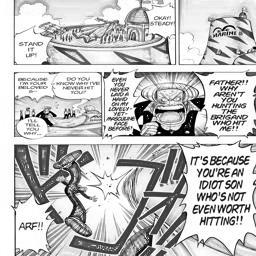 STAND
IT
UP!
OKAY!
STEADY!
MARINE
BECAUSE
I'M YOUR
BELOVED
SON!
DO YOU
KNOW WHY I'VE
NEVER HIT
YOU?
I'LL
TELL
YOU
WHY...
EVEN
YOU
NEVER
LAID A
HAND
ON MY
LOVELY
YET-
MASCULINE
FACE
BEFORE!
FATHER!!
WHY
AREN'T
YOU
HUNTING
THE
BRIGAND
WHO HIT
ME!!
ARF!!
IT'S BECAUSE
YOU'RE AN
IDIOT SON
WHO'S NOT
EVEN WORTH
HITTING!!